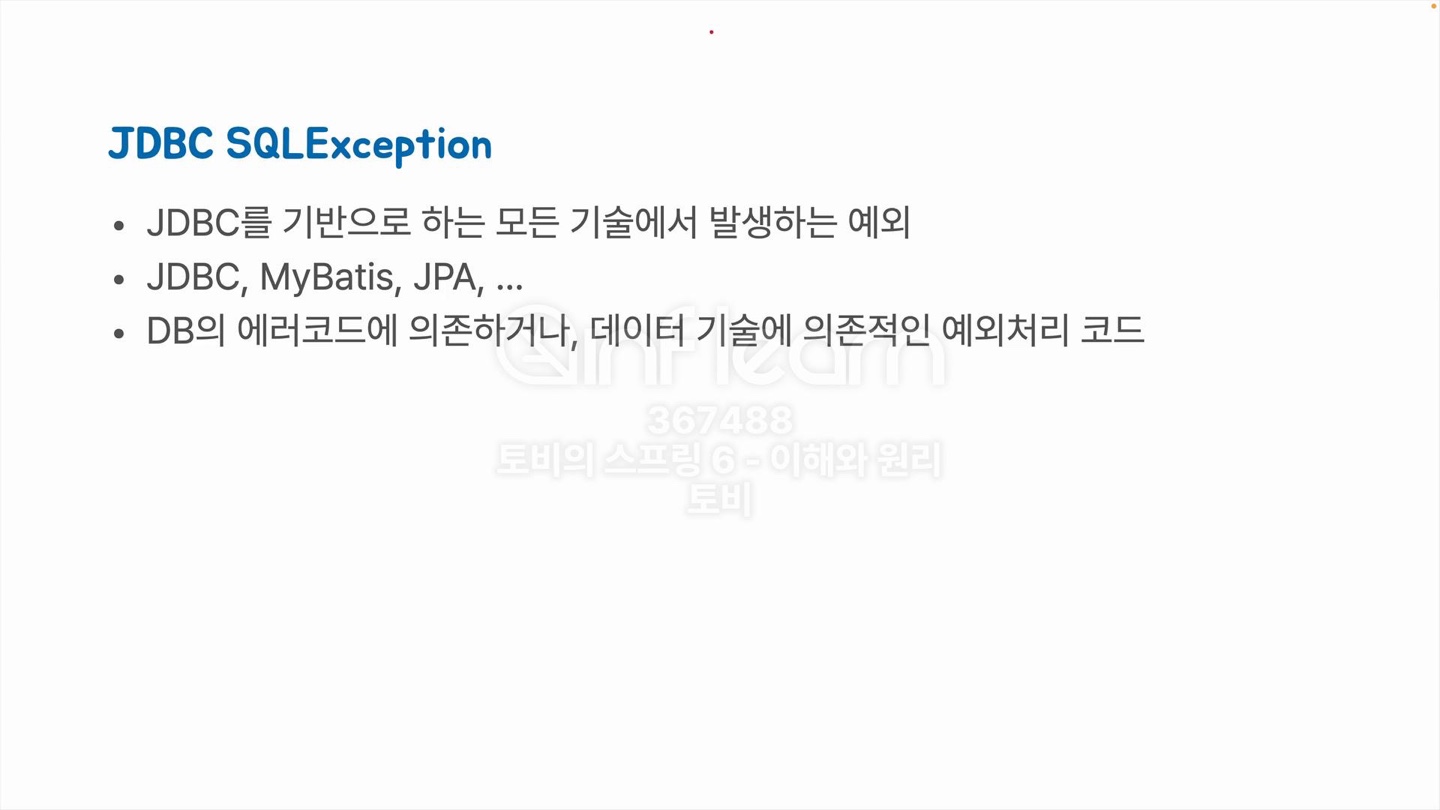 JDBC SQLException
• JDBC를 기반으로 하는 모든 기술에서 발생하는 예외
• JDBC, MyBatis, JPA, ...
• DB의 에러코드에 의존하거나, 데이터 기술에 의존적인 예외처리 코드
inflearn
367488
토비의 스프링 6 - 이해와 원리
토비